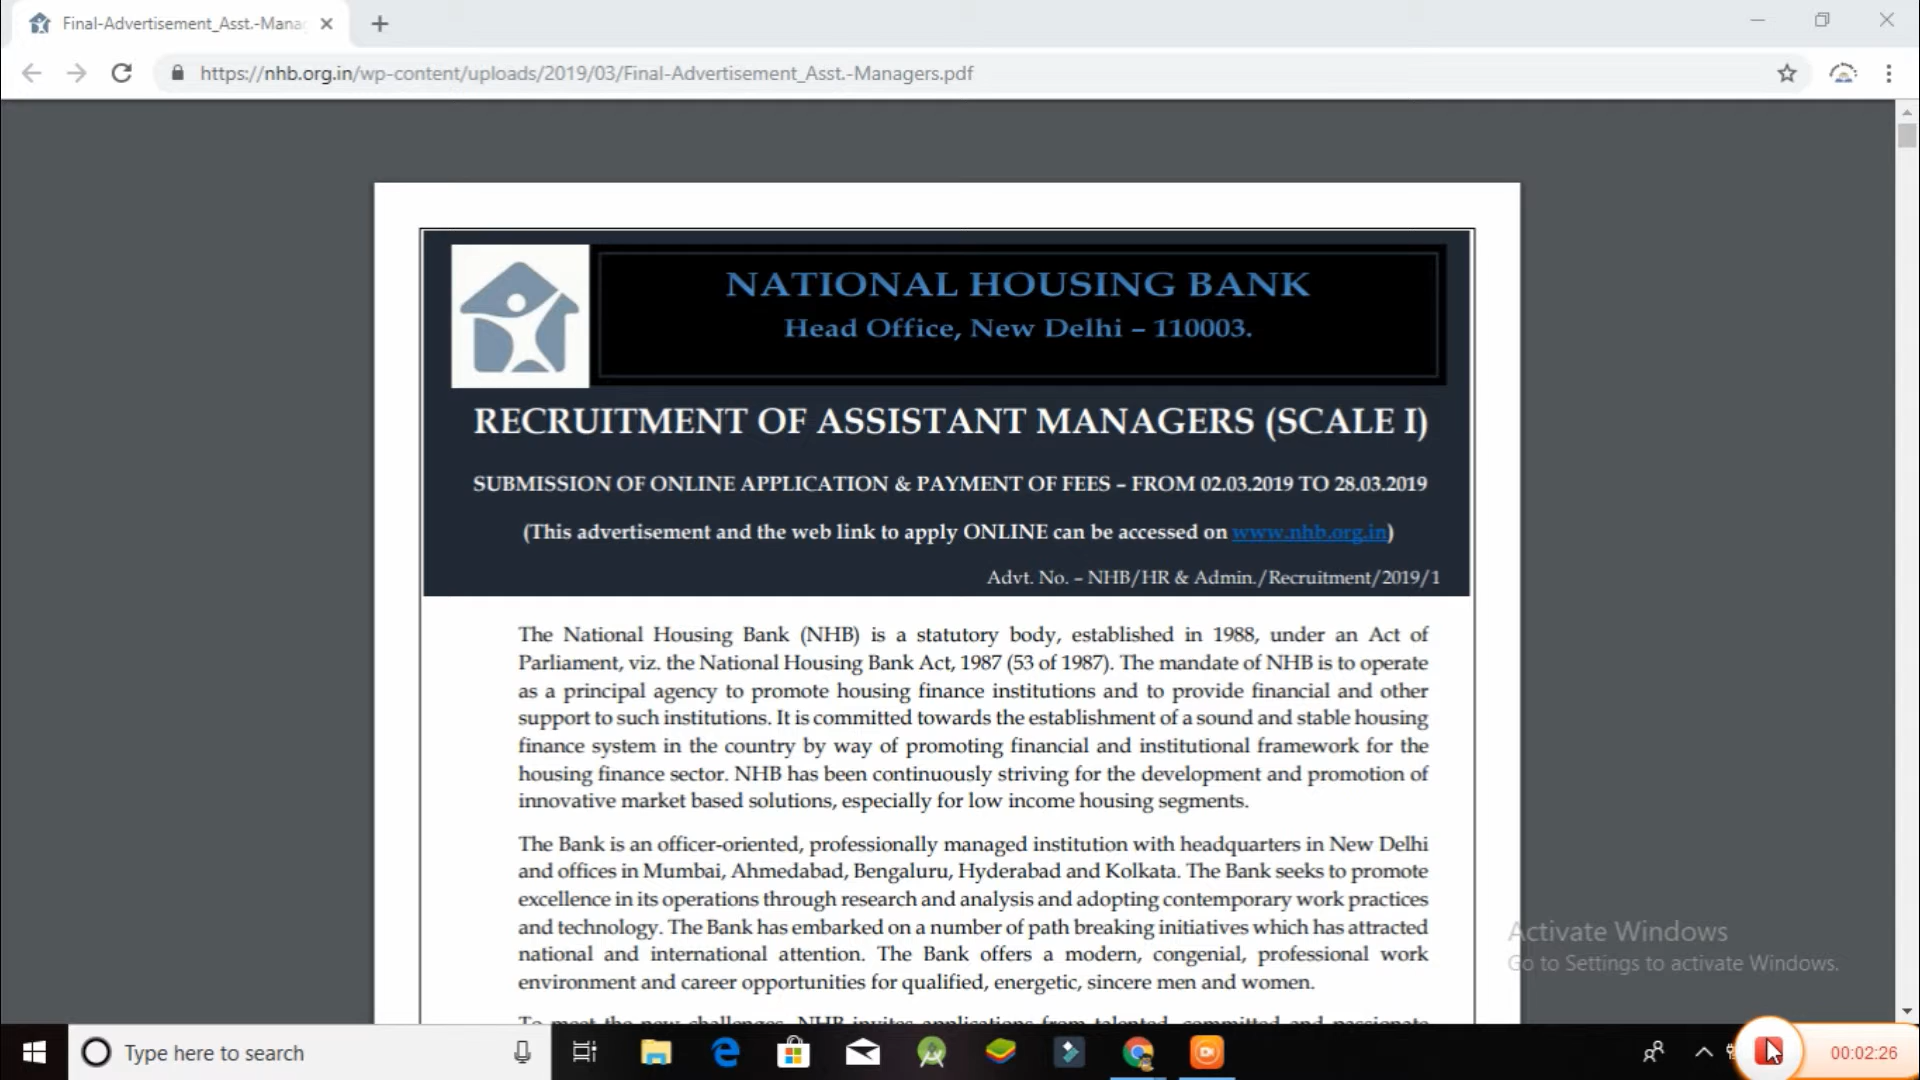 Final-Advertisement_Asst.-Mana
https://nhb.org.in/wp-content/uploads/2019/03/Final-Advertisement_Asst.-Managers.pdf
NATIONAL HOUSING BANK
Head Office, New Delhi – 110003.
RECRUITMENT OF ASSISTANT MANAGERS (SCALE I)
SUBMISSION OF ONLINE APPLICATION & PAYMENT OF FEES – FROM 02.03.2019 TO 28.03.2019
(This advertisement and the web link to apply ONLINE can be accessed on www.nhb.org.in)
Advt. No. – NHB/HR & Admin./Recruitment/2019/1
The National Housing Bank (NHB) is a statutory body, established in 1988, under an Act of
Parliament, viz. the National Housing Bank Act, 1987 (53 of 1987). The mandate of NHB is to operate
as a principal agency to promote housing finance institutions and to provide financial and other
support to such institutions. It is committed towards the establishment of a sound and stable housing
finance system in the country by way of promoting financial and institutional framework for the
housing finance sector. NHB has been continuously striving for the development and promotion of
innovative market based solutions, especially for low income housing segments.
The Bank is an officer-oriented, professionally managed institution with headquarters in New Delhi
and offices in Mumbai, Ahmedabad, Bengaluru, Hyderabad and Kolkata. The Bank seeks to promote
excellence in its operations through research and analysis and adopting contemporary work practices
and technology. The Bank has embarked on a number of path breaking initiatives which has attracted
national and international attention. The Bank offers a modern, congenial, professional work
environment and career opportunities for qualified, energetic, sincere men and women.
To meet the new challenges, NHB invites applications from talented, committed and passionate
Activate Windows
Go to Settings to activate Windows.
Type here to search
00:02:26